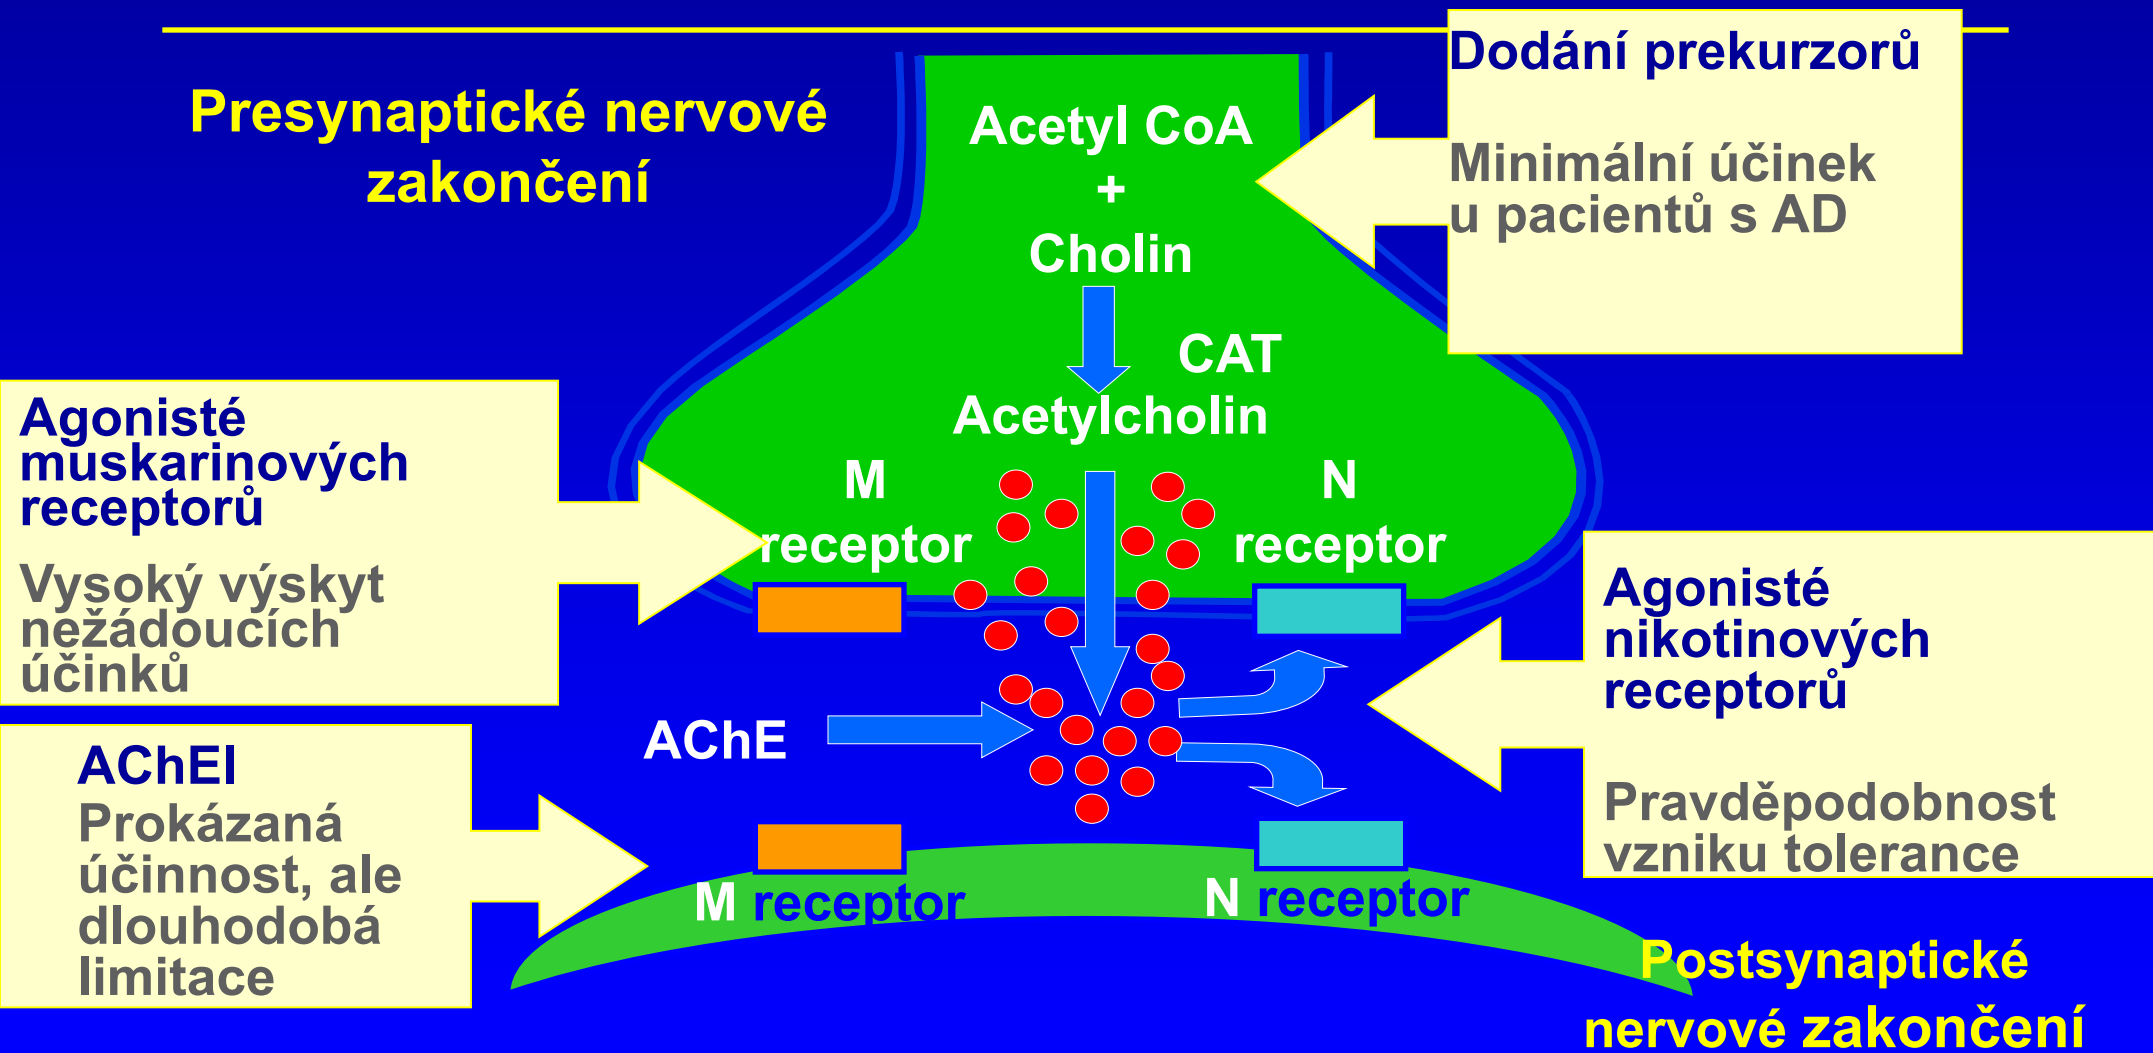 Dodání prekurzorů
Minimální účinek
u pacientů s AD
Presynaptické nervové
zakončení
Acetyl CoA
+
Cholin
CAT
Acetylcholin
M
receptor
N
receptor
Agonisté
muskarinových
receptorů
Vysoký výskyt
nežádoucích
účinků
Agonisté
nikotinových
receptorů
Pravděpodobnost
vzniku tolerance
AChE
AChEI
Prokázaná
účinnost, ale
dlouhodobá
limitace
M receptor
N receptor
Postsynaptické
nervové zakončení